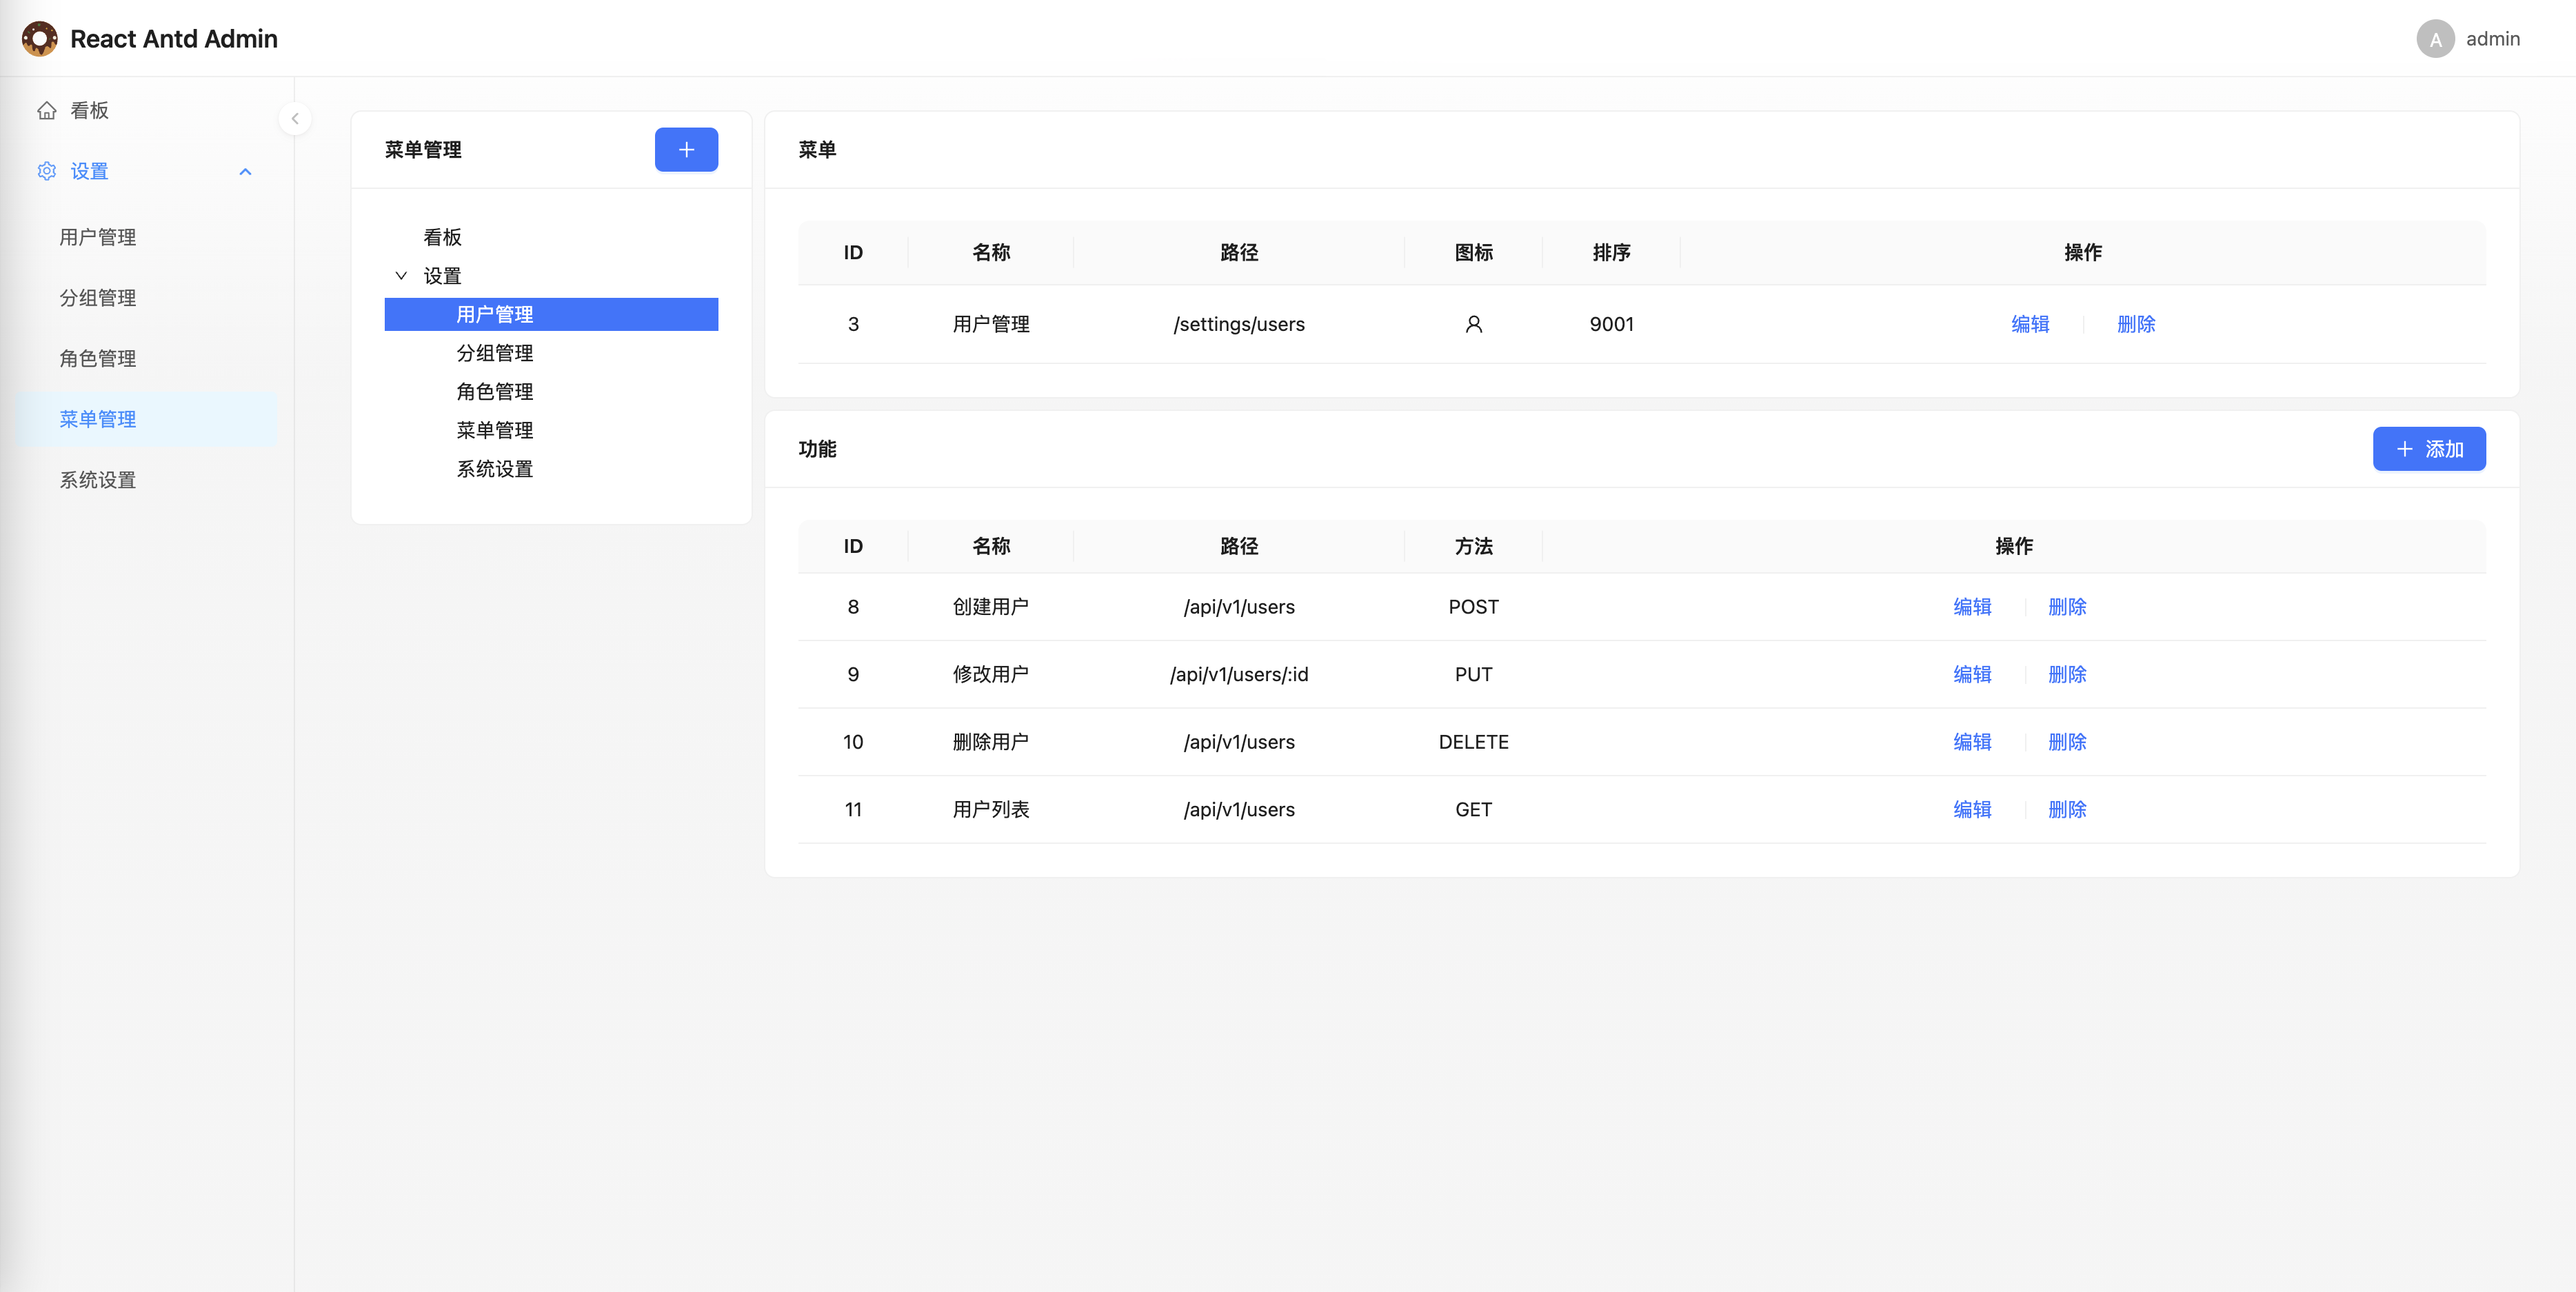 React Antd Admin
A admin
看板
设置
用户管理
分组管理
角色管理
菜单管理
系统设置
菜单管理
看板
设置
用户管理
分组管理
角色管理
菜单管理
系统设置
菜单
ID 名称 路径 图标 排序 操作
3 用户管理 /settings/users 9001 编辑 删除
功能 添加
ID 名称 路径 方法 操作
8 创建用户 /api/v1/users POST 编辑 删除
9 修改用户 /api/v1/users/:id PUT 编辑 删除
10 删除用户 /api/v1/users DELETE 编辑 删除
11 用户列表 /api/v1/users GET 编辑 删除